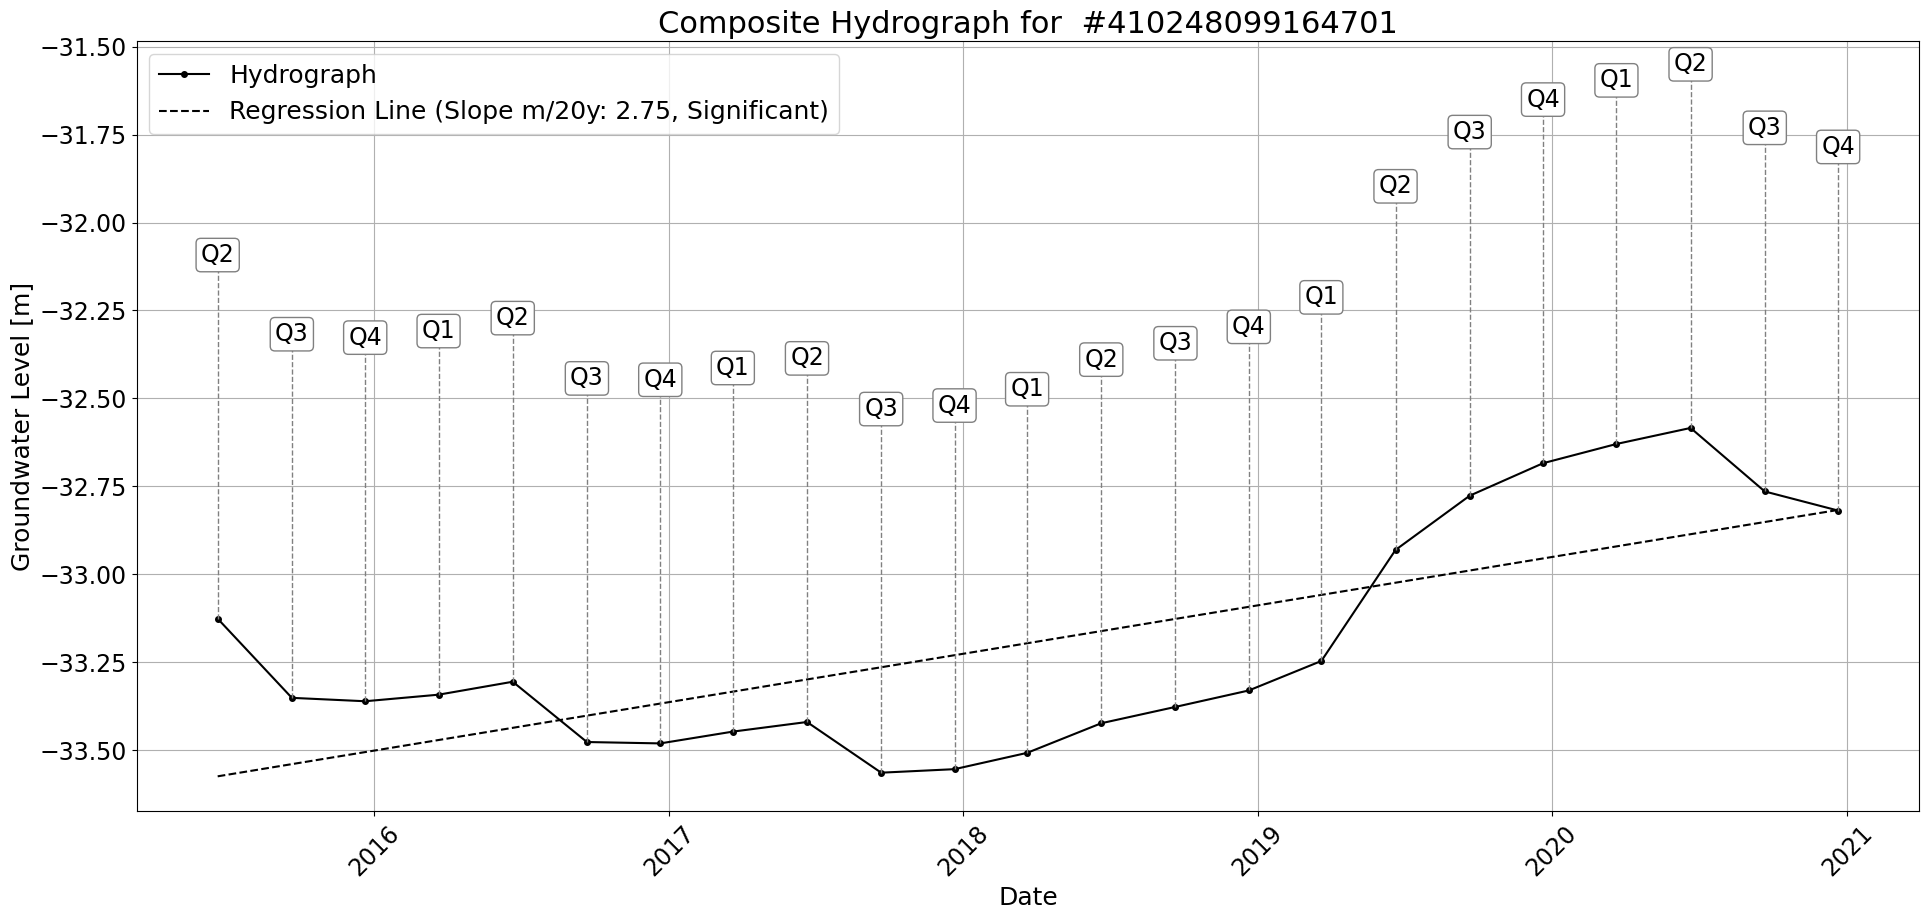 Composite Hydrograph for  #410248099164701
Hydrograph
Regression Line (Slope m/20y: 2.75, Significant)
Groundwater Level [m]
−31.50
−31.75
−32.00
−32.25
−32.50
−32.75
−33.00
−33.25
−33.50
Q2
Q3
Q4
Q1
Q2
Q3
Q4
Q1
Q2
Q3
Q4
Q1
Q2
Q3
Q4
Q1
Q2
Q3
Q4
Q1
Q2
Q3
Q4
2016
2017
2018
2019
2020
2021
Date